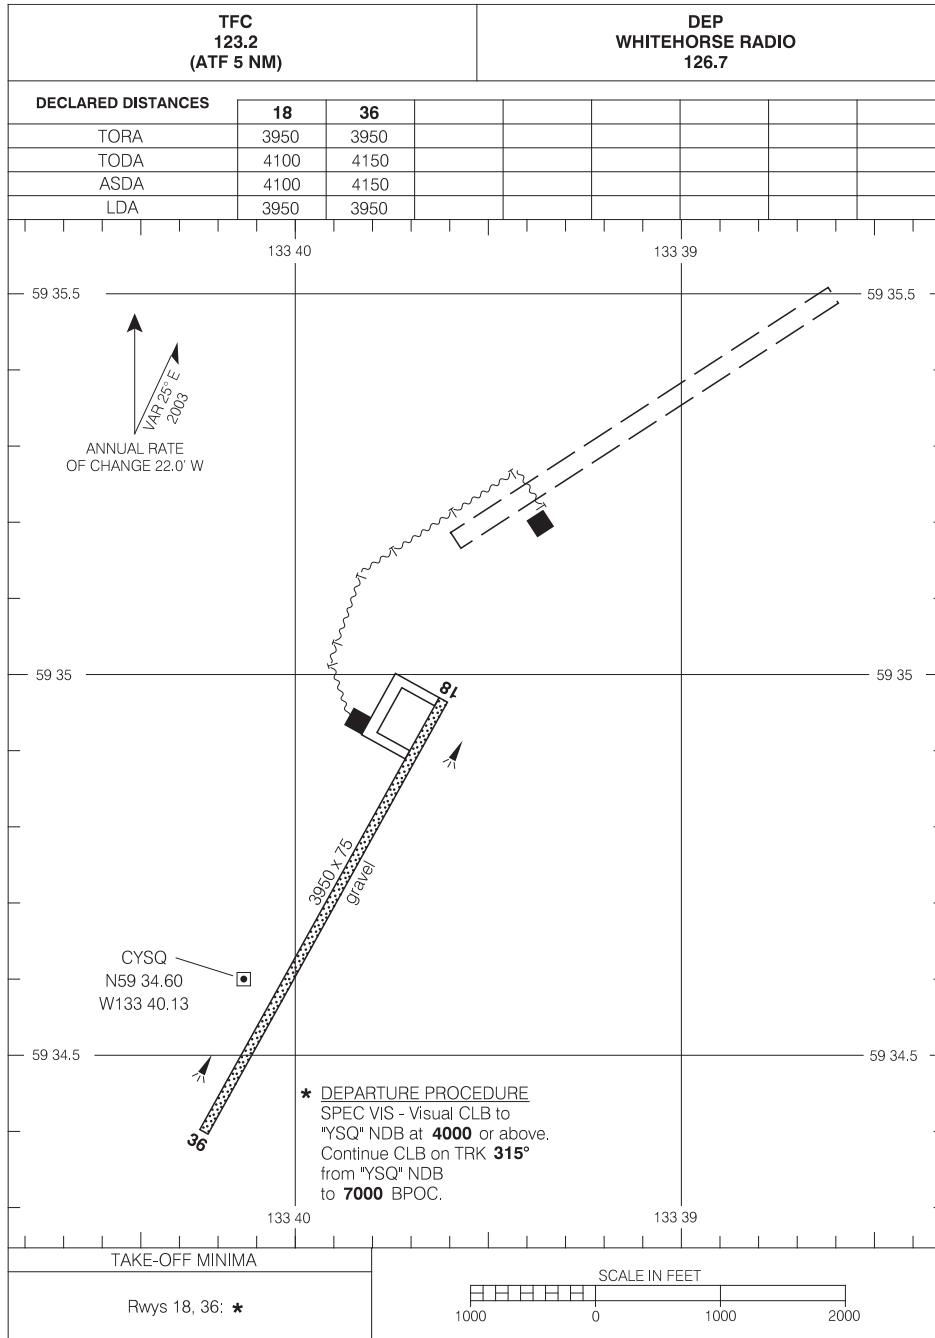 TFC
123.2
(ATF 5 NM)
DEP
WHITEHORSE RADIO
126.7
DECLARED DISTANCES 18 36
TORA 3950 3950
TODA 4100 4150
ASDA 4100 4150
LDA 3950 3950
133 40 133 39
59 35.5 59 35.5
VAR 25° E
2003
ANNUAL RATE
OF CHANGE 22.0' W
59 35 59 35
18
3950 x 75
gravel
CYSQ
N59 34.60
W133 40.13
59 34.5 59 34.5
36
* DEPARTURE PROCEDURE
SPEC VIS - Visual CLB to
"YSQ" NDB at 4000 or above.
Continue CLB on TRK 315°
from "YSQ" NDB
to 7000 BPOC.
133 40 133 39
TAKE-OFF MINIMA
Rwys 18, 36: *
SCALE IN FEET
1000 0 1000 2000